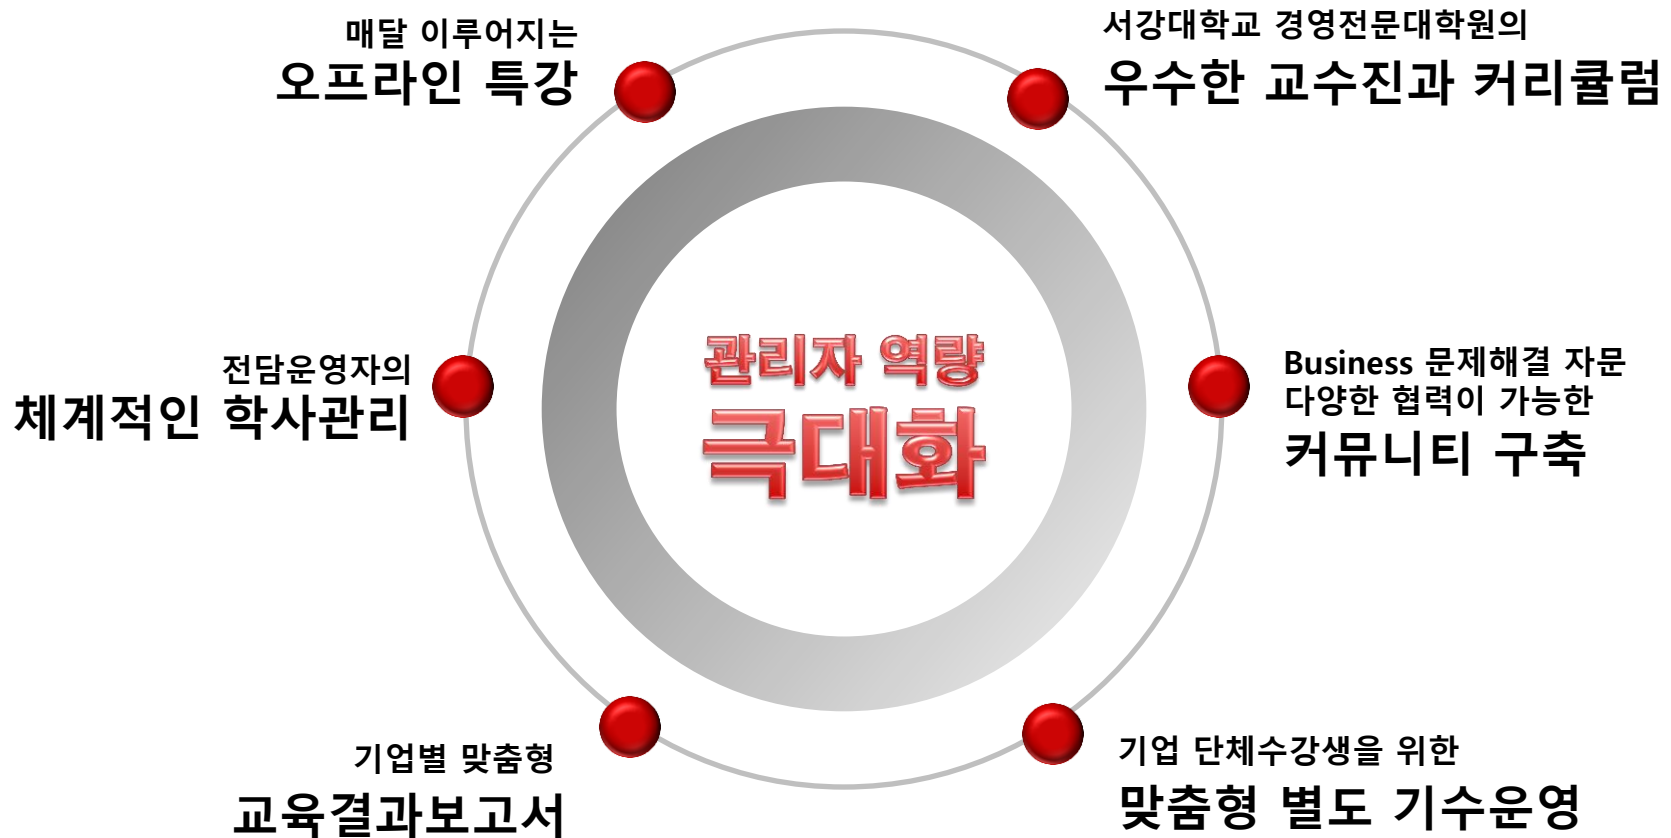 매달 이루어지는
오프라인 특강
서강대학교 경영전문대학원의
우수한 교수진과 커리큘럼
전담운영자의
체계적인 학사관리
관리자 역량
극대화
Business 문제해결 자문
다양한 협력이 가능한
커뮤니티 구축
기업별 맞춤형
교육결과보고서
기업 단체수강생을 위한
맞춤형 별도 기수운영